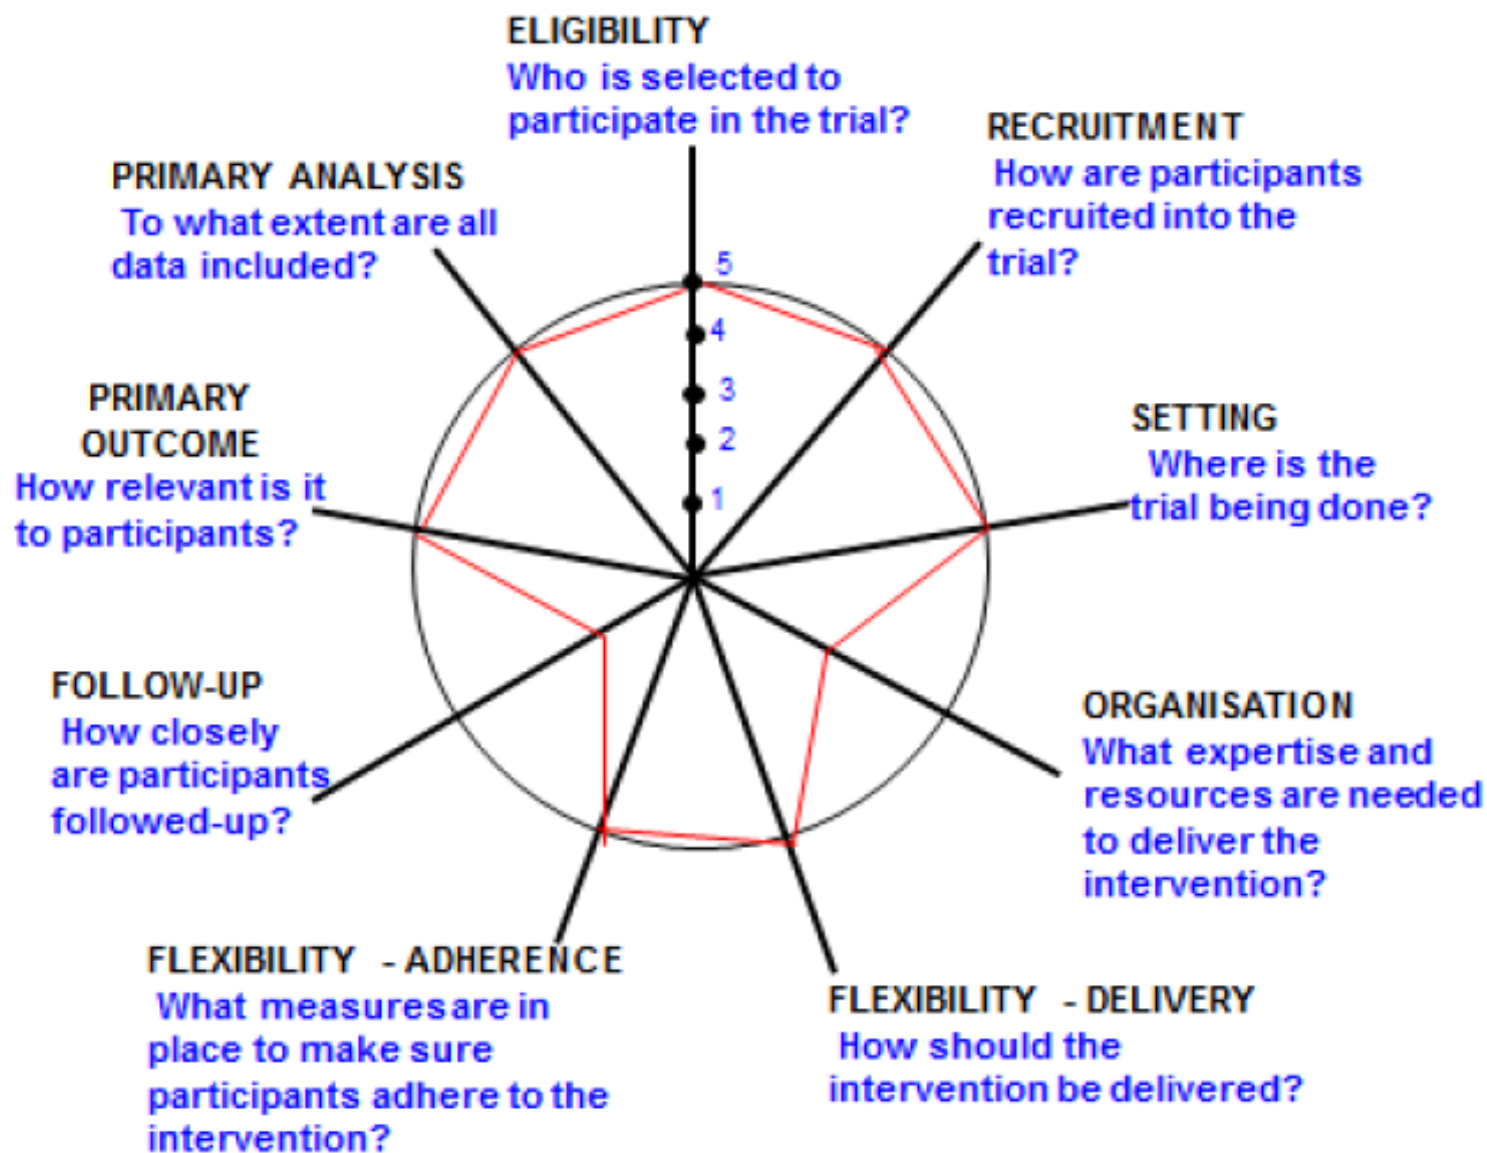 ELIGIBILITY
Who is selected to
participate in the trial?
RECRUITMENT
How are participants
recruited into the
trial?
SETTING
Where is the
trial being done?
ORGANISATION
What expertise and
resources are needed
to deliver the
intervention?
FLEXIBILITY - DELIVERY
How should the
intervention be delivered?
FLEXIBILITY - ADHERENCE
What measures are in
place to make sure
participants adhere to the
intervention?
FOLLOW-UP
How closely
are participants
followed-up?
PRIMARY
OUTCOME
How relevant is it
to participants?
PRIMARY ANALYSIS
To what extent are all
data included?
5
4
3
2
1